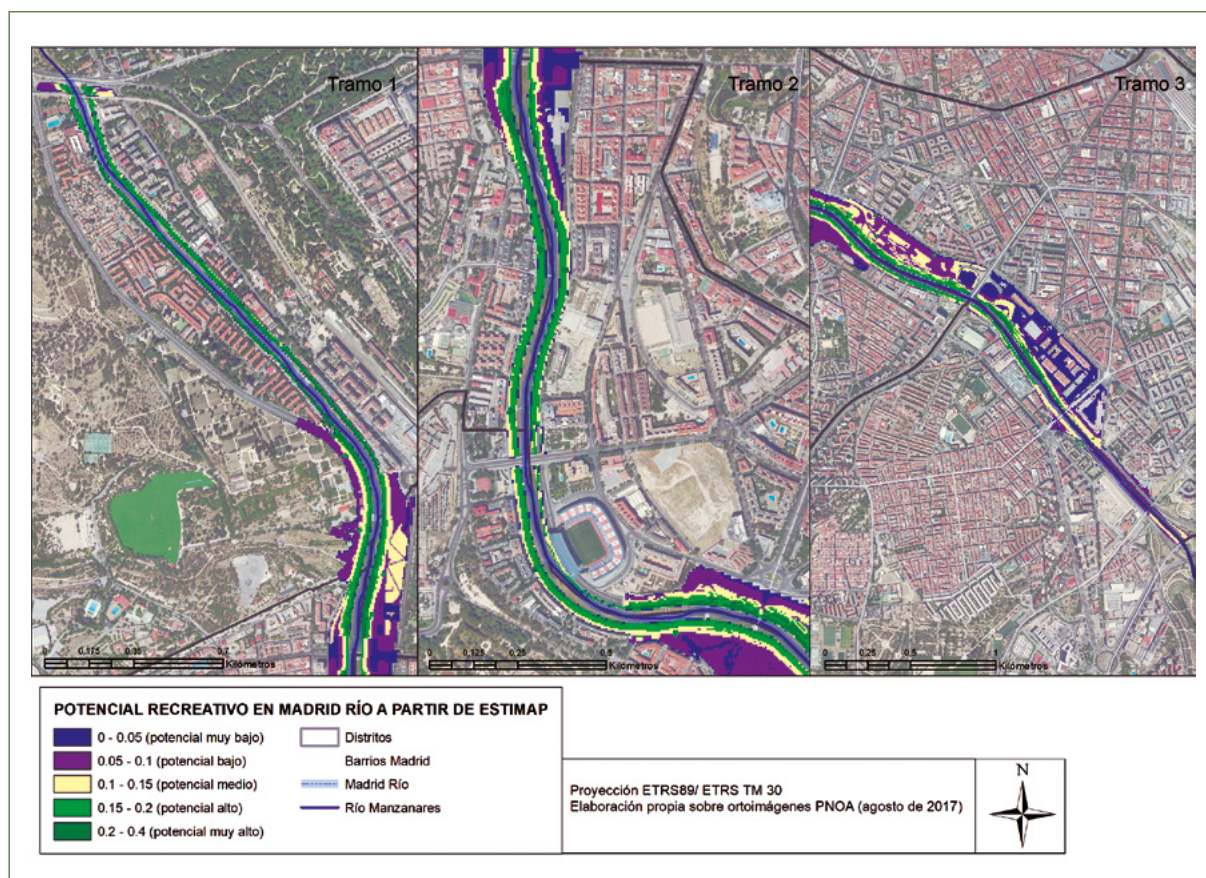 Tramo 1
Tramo 2
Tramo 3
0 0.175 0.35 0.7
Kilómetros
0 0.125 0.25 0.5
Kilómetros
0 0.25 0.5 1
Kilómetros
POTENCIAL RECREATIVO EN MADRID RÍO A PARTIR DE ESTIMAP
0 - 0.05 (potencial muy bajo)
0.05 - 0.1 (potencial bajo)
0.1 - 0.15 (potencial medio)
0.15 - 0.2 (potencial alto)
0.2 - 0.4 (potencial muy alto)
Distritos
Barrios Madrid
Madrid Río
Río Manzanares
Proyección ETRS89/ ETRS TM 30
Elaboración propia sobre ortoimágenes PNOA (agosto de 2017)
N